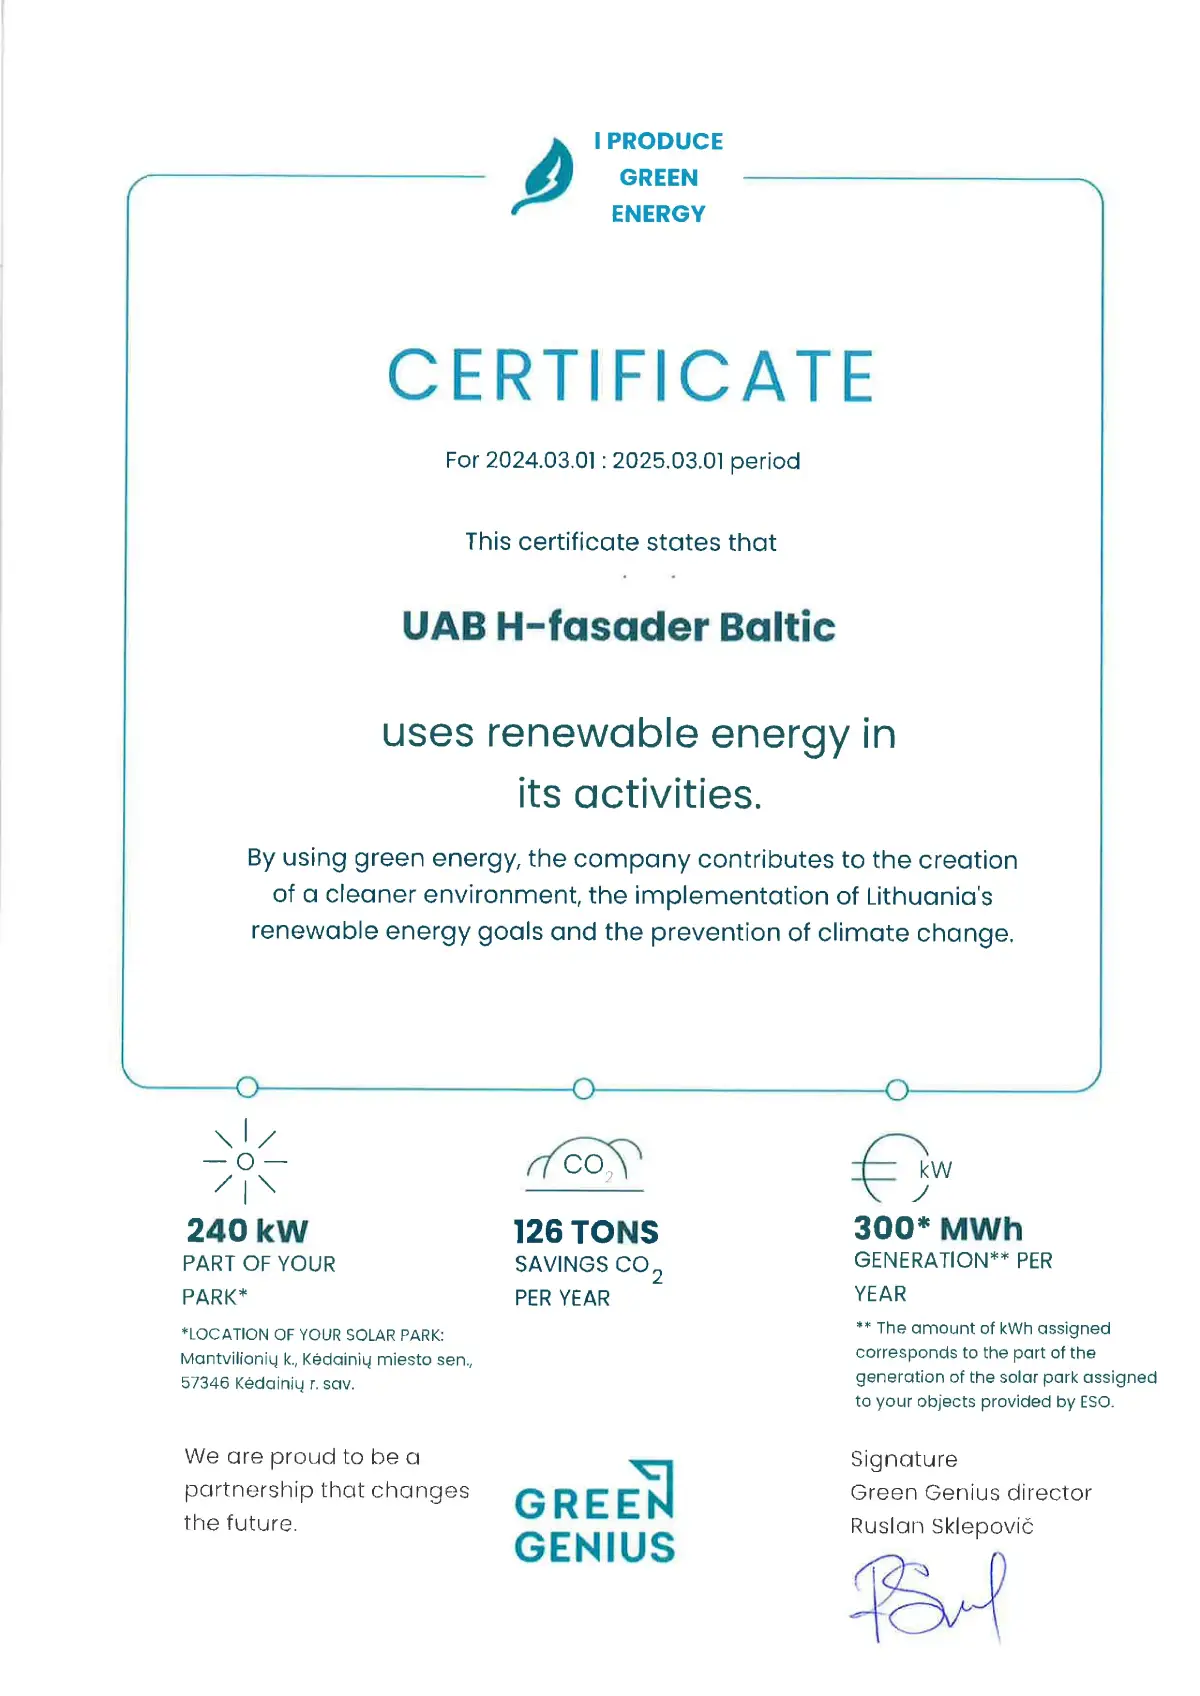 I PRODUCE
GREEN
ENERGY
CERTIFICATE
For 2024.03.01 : 2025.03.01 period
This certificate states that
UAB H-fasader Baltic
uses renewable energy in
its activities.
By using green energy, the company contributes to the creation
of a cleaner environment, the implementation of Lithuania's
renewable energy goals and the prevention of climate change.
240 kW
PART OF YOUR
PARK*
*LOCATION OF YOUR SOLAR PARK:
Mantvilionių k., Kėdainių miesto sen.,
57346 Kėdainių r. sav.
CO2
126 TONS
SAVINGS CO2
PER YEAR
kW
300* MWh
GENERATION** PER
YEAR
** The amount of kWh assigned
corresponds to the part of the
generation of the solar park assigned
to your objects provided by ESO.
We are proud to be a
partnership that changes
the future.
GREEN
GENIUS
Signature
Green Genius director
Ruslan Sklepovič